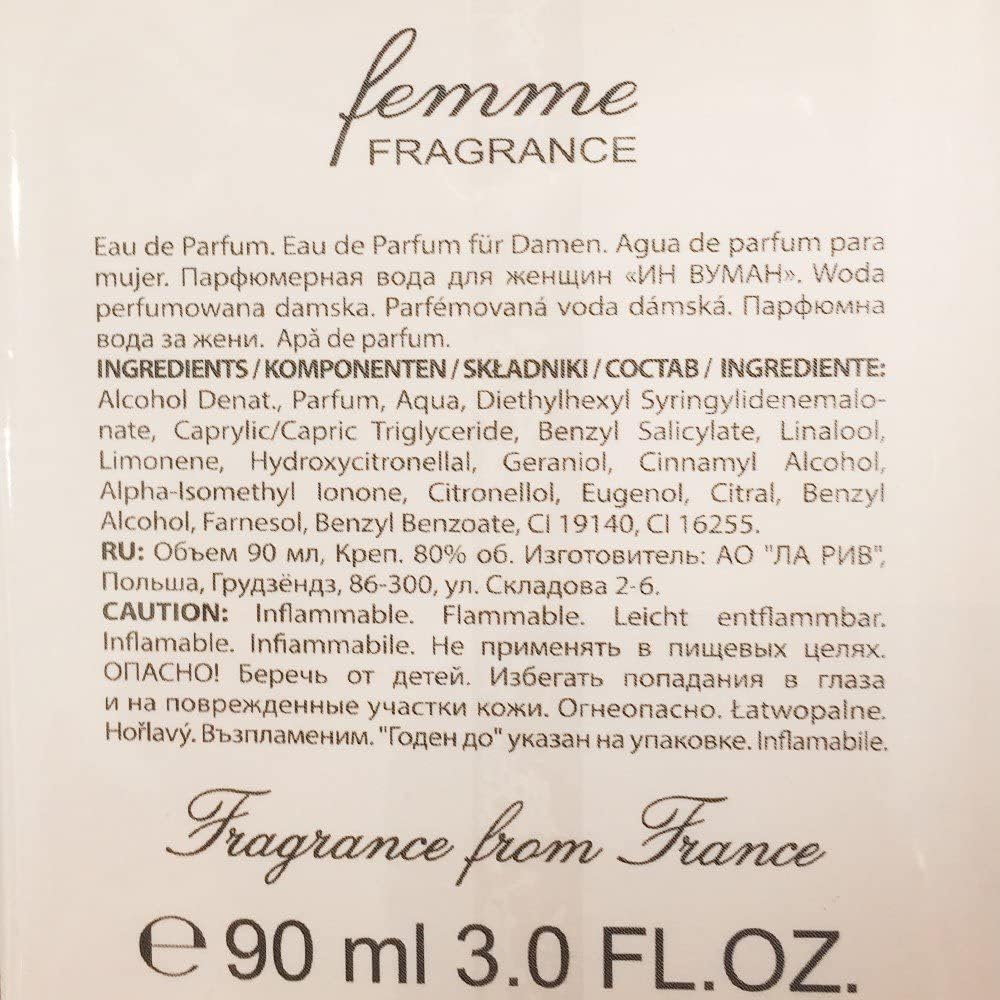 femme
FRAGRANCE
Eau de Parfum. Eau de Parfum für Damen. Agua de parfum para
mujer. Парфюмерная вода для женщин «ИН ВУМАН». Woda
perfumowana damska. Parfémovaná voda dámská. Парфюмна
вода за жени. Apă de parfum.
INGREDIENTS / KOMPONENTEN / SKŁADNIKI / СОСТАВ / INGREDIENTE:
Alcohol Denat., Parfum, Aqua, Diethylhexyl Syringylidenemalo-
nate, Caprylic/Capric Triglyceride, Benzyl Salicylate, Linalool,
Limonene, Hydroxycitronellal, Geraniol, Cinnamyl Alcohol,
Alpha-Isomethyl Ionone, Citronellol, Eugenol, Citral, Benzyl
Alcohol, Farnesol, Benzyl Benzoate, CI 19140, CI 16255.
RU: Объем 90 мл, Креп. 80% об. Изготовитель: АО "ЛА РИВ",
Польша, Грудзёндз, 86-300, ул. Складова 2-6.
CAUTION: Inflammable. Flammable. Leicht entflammbar.
Inflamable. Infiammabile. Не применять в пищевых целях.
ОПАСНО! Беречь от детей. Избегать попадания в глаза
и на поврежденные участки кожи. Огнеопасно. Łatwopalne.
Hořlavý. Възпламеним. "Годен до" указан на упаковке. Inflamabile.
Fragrance from France
℮ 90 ml 3.0 FL.OZ.